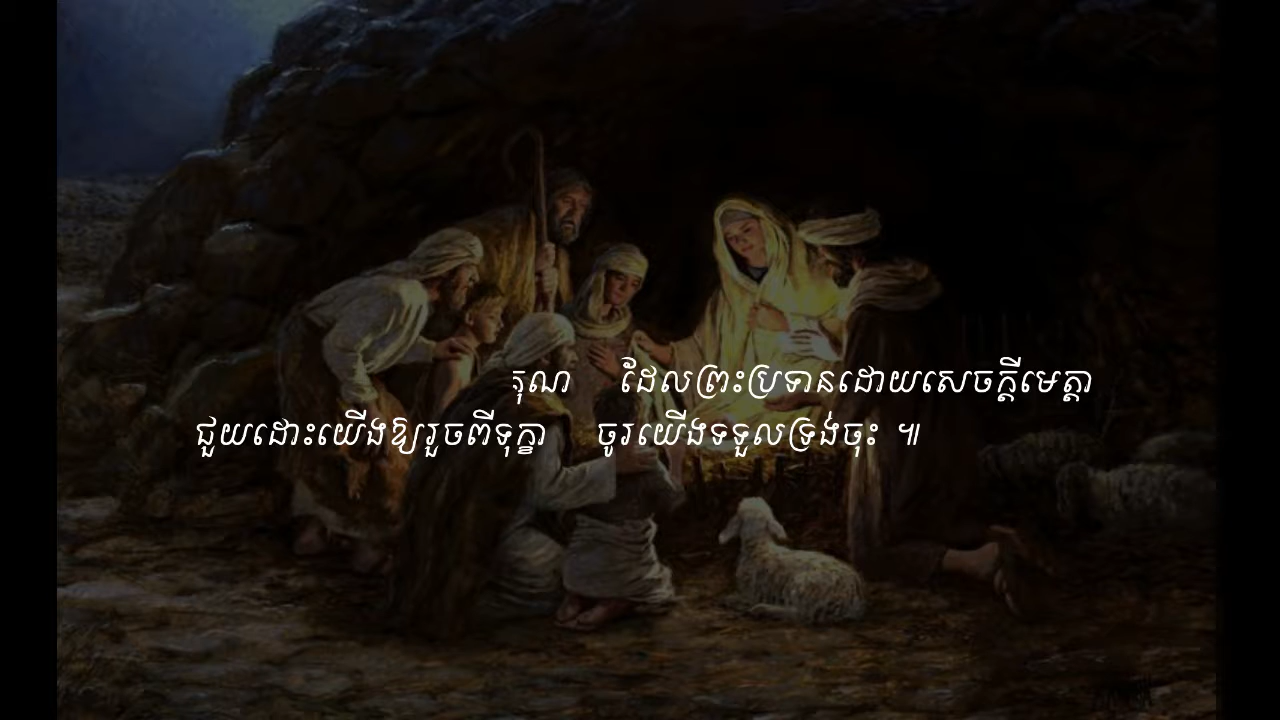 គុណ ដែលព្រះប្រទានដោយសេចក្ដីមេត្តា
ជួយដោះយើងឱ្យរួចពីទុក្ខា ចូរយើងទទួលទ្រង់ចុះ ៕